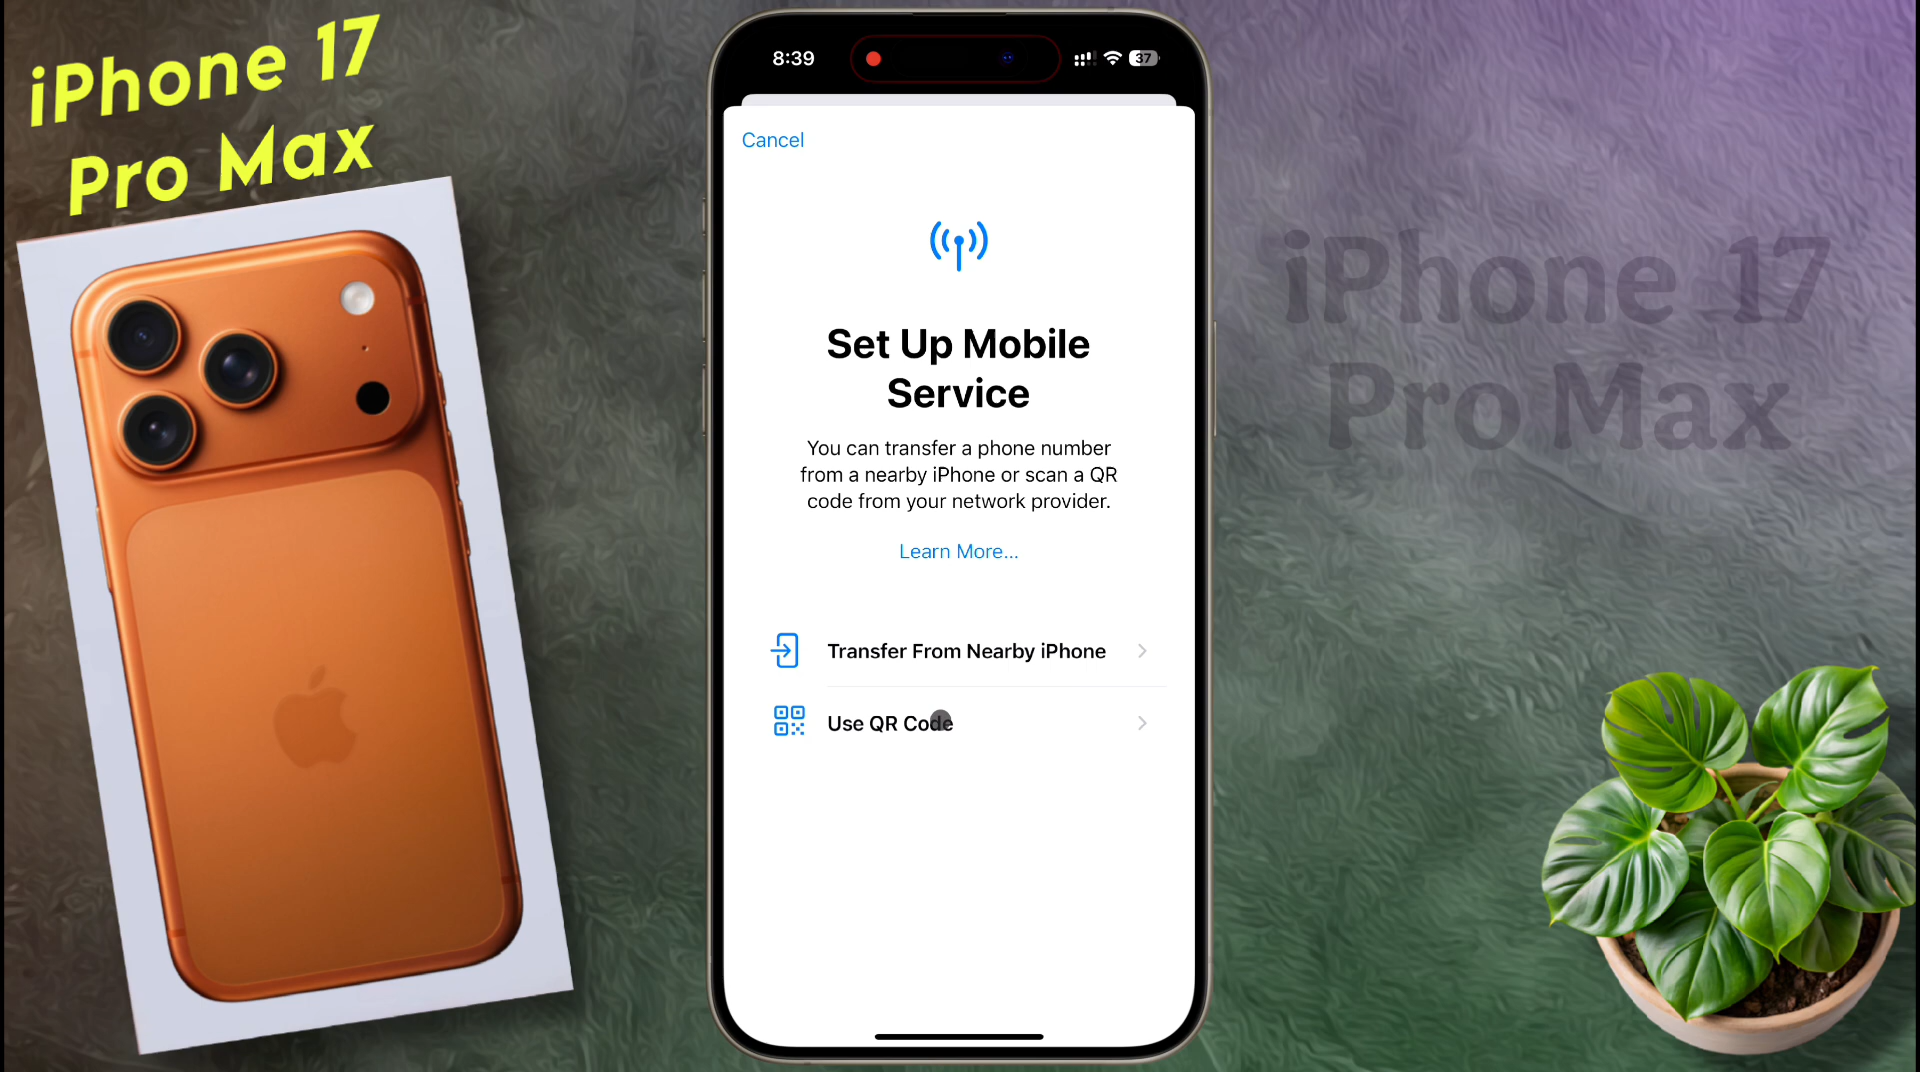 iPhone 17
Pro Max
8:39
37
Cancel
Set Up Mobile
Service
You can transfer a phone number
from a nearby iPhone or scan a QR
code from your network provider.
Learn More...
Transfer From Nearby iPhone
Use QR Code
iPhone 17
Pro Max